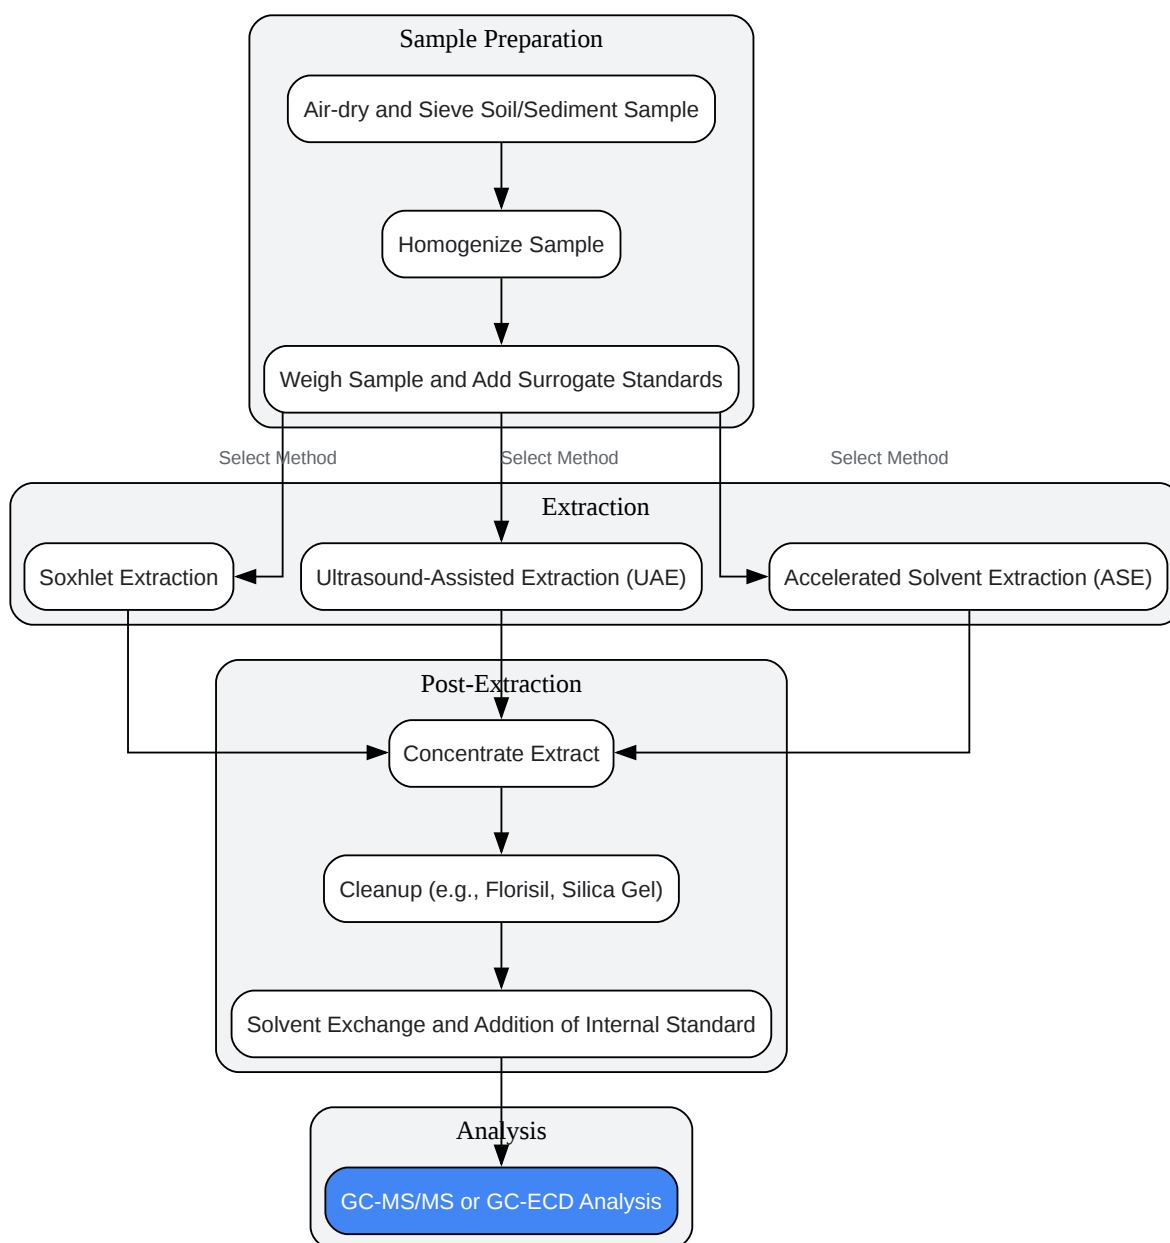 Sample Preparation
Air-dry and Sieve Soil/Sediment Sample
Homogenize Sample
Weigh Sample and Add Surrogate Standards
Select Method
Select Method
Select Method
Extraction
Soxhlet Extraction
Ultrasound-Assisted Extraction (UAE)
Accelerated Solvent Extraction (ASE)
Post-Extraction
Concentrate Extract
Cleanup (e.g., Florisil, Silica Gel)
Solvent Exchange and Addition of Internal Standard
Analysis
GC-MS/MS or GC-ECD Analysis